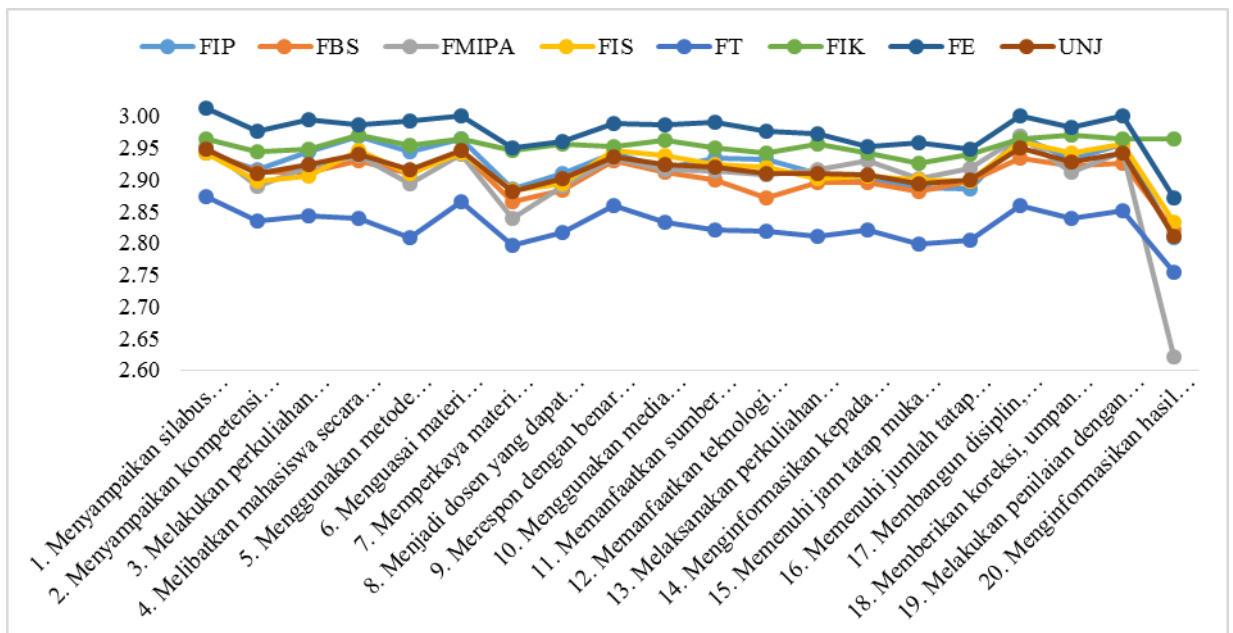 FIP FBS FMIPA FIS FT FIK FE UNJ
3.00
2.95
2.90
2.85
2.80
2.75
2.70
2.65
2.60
1. Menyampaikan silabus…
2. Menyampaikan kompetensi…
3. Melakukan perkuliahan…
4. Melibatkan mahasiswa secara…
5. Menggunakan metode…
6. Menguasai materi…
7. Memperkaya materi…
8. Menjadi dosen yang dapat…
9. Merespon dengan benar…
10. Menggunakan media…
11. Memanfaatkan sumber…
12. Memanfaatkan teknologi…
13. Melaksanakan perkuliahan…
14. Menginformasikan kepada…
15. Memenuhi jam tatap muka…
16. Memenuhi jumlah tatap…
17. Membangun disiplin,…
18. Memberikan koreksi, umpan…
19. Melakukan penilaian dengan…
20. Menginformasikan hasil…